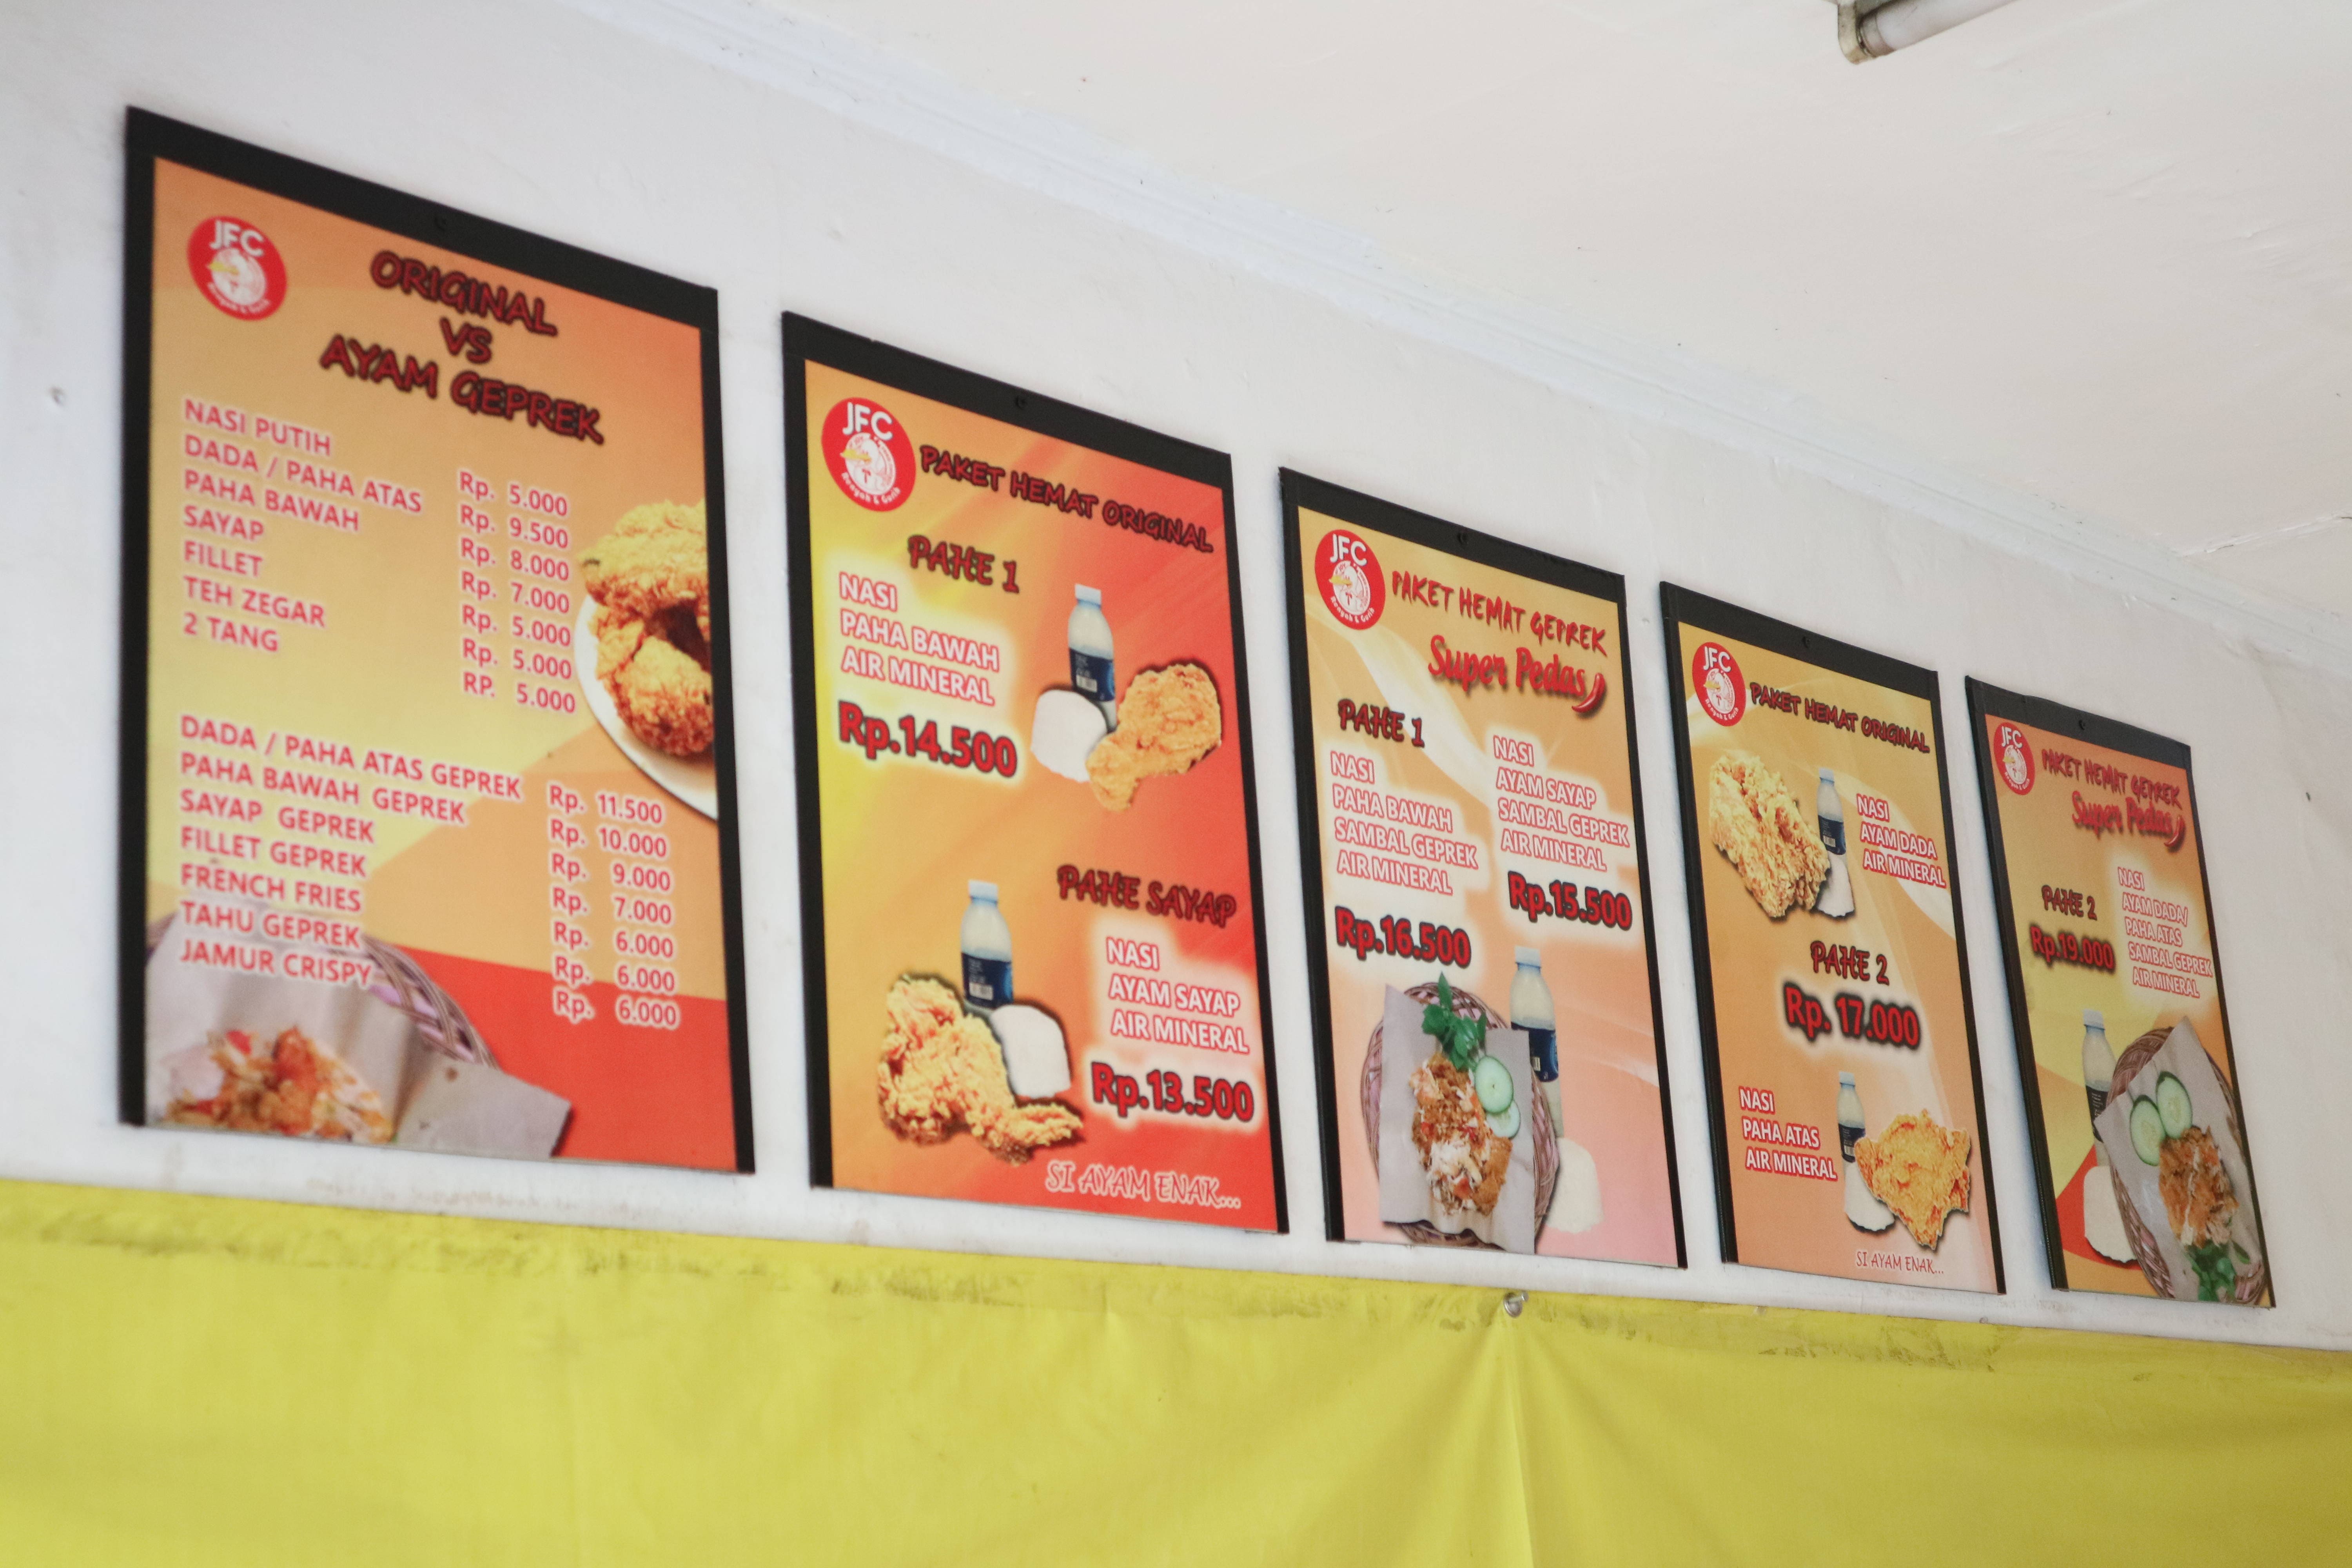 JFC
ORIGINAL
VS
AYAM GEPREK
NASI PUTIH Rp. 5.000
DADA / PAHA ATAS Rp. 9.500
PAHA BAWAH Rp. 8.000
SAYAP Rp. 7.000
FILLET Rp. 5.000
TEH ZEGAR Rp. 5.000
2 TANG RP. 5.000
DADA / PAHA ATAS GEPREK Rp. 11.500
PAHA BAWAH GEPREK Rp. 10.000
SAYAP GEPREK Rp. 9.000
FILLET GEPREK Rp. 7.000
FRENCH FRIES Rp. 6.000
TAHU GEPREK Rp. 6.000
JAMUR CRISPY Rp. 6.000
JFC
PAKET HEMAT ORIGINAL
PAHE 1
NASI
PAHA BAWAH
AIR MINERAL
Rp.14.500
PAHE SAYAP
NASI
AYAM SAYAP
AIR MINERAL
Rp.13.500
SI AYAM ENAK...
JFC
PAKET HEMAT GEPREK
Super Pedas
PAHE 1
NASI
PAHA BAWAH
SAMBAL GEPREK
AIR MINERAL
Rp.16.500
NASI
AYAM SAYAP
SAMBAL GEPREK
AIR MINERAL
Rp.15.500
JFC
PAKET HEMAT ORIGINAL
NASI
AYAM DADA
AIR MINERAL
PAHE 2
Rp. 17.000
NASI
PAHA ATAS
AIR MINERAL
SI AYAM ENAK...
JFC
PAKET HEMAT GEPREK
Super Pedas
PAHE 2
Rp.19.000
NASI
AYAM DADA/
PAHA ATAS
SAMBAL GEPREK
AIR MINERAL